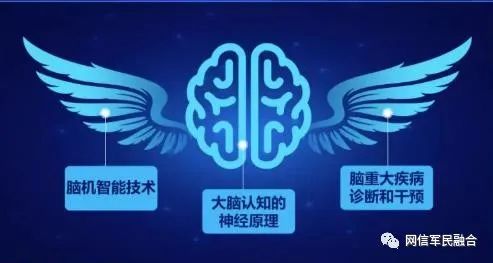 脑机智能技术
大脑认知的
神经原理
脑重大疾病
诊断和干预
网信军民融合